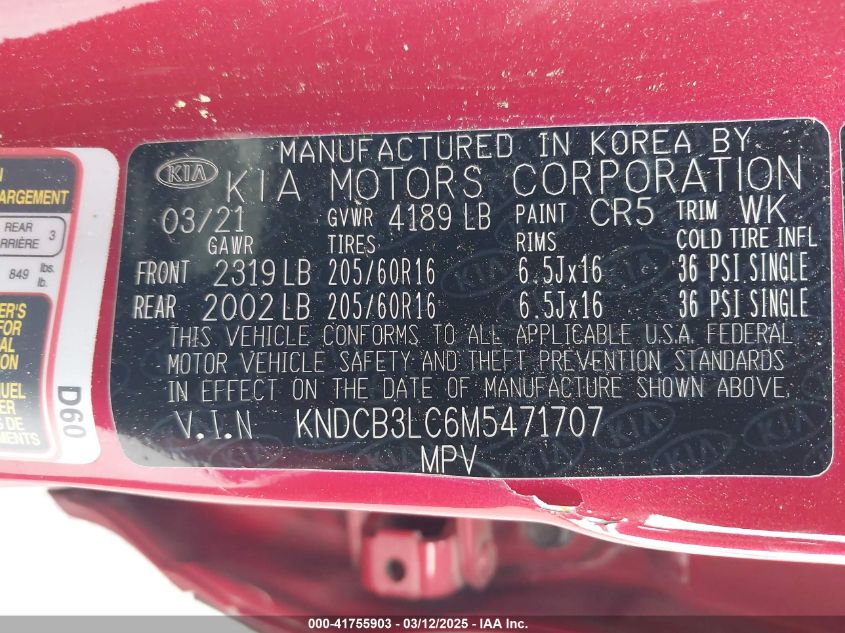 MANUFACTURED IN KOREA BY
KIA KIA MOTORS CORPORATION
03/21 GVWR 4189 LB PAINT CR5 TRIM WK
GAWR TIRES RIMS COLD TIRE INFL
FRONT 2319 LB 205/60R16 6.5Jx16 36 PSI SINGLE
REAR 2002 LB 205/60R16 6.5Jx16 36 PSI SINGLE
THIS VEHICLE CONFORMS TO ALL APPLICABLE U.S.A. FEDERAL
MOTOR VEHICLE SAFETY AND THEFT PREVENTION STANDARDS
IN EFFECT ON THE DATE OF MANUFACTURE SHOWN ABOVE.
V.I.N KNDCB3LC6M5471707
MPV
REAR 3
849 lbs.
lb.
FOR
DE
D60
000-41755903 - 03/12/2025 - IAA Inc.